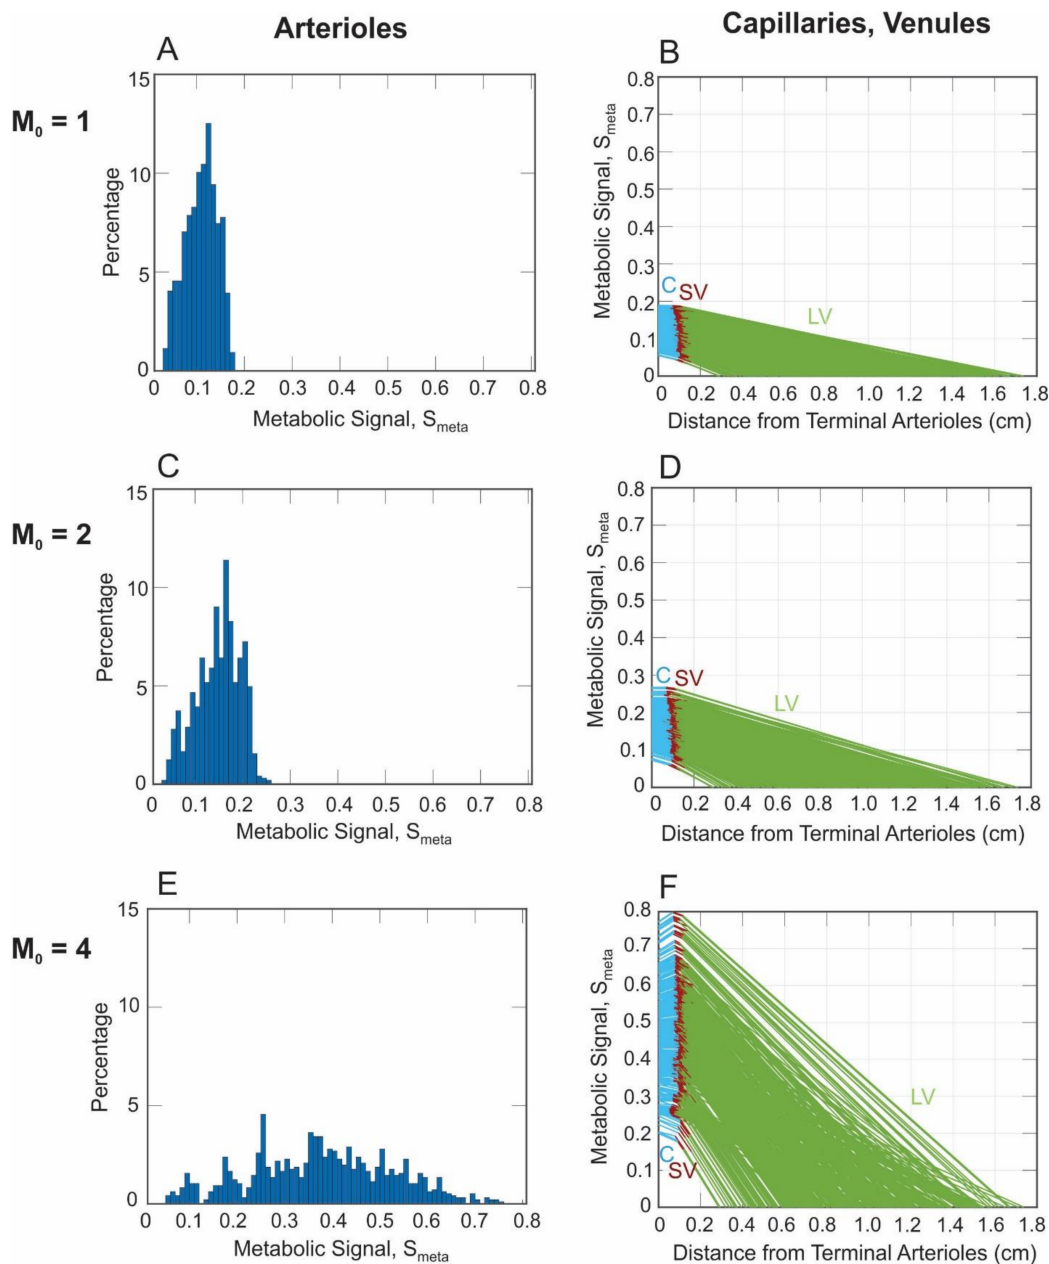 Arterioles
Capillaries, Venules
M₀ = 1
A
15
10
5
0
Percentage
0 0.1 0.2 0.3 0.4 0.5 0.6 0.7 0.8
Metabolic Signal, Smeta
B
0.8
0.7
0.6
0.5
0.4
0.3
0.2
0.1
0
Metabolic Signal, Smeta
C SV
LV
0 0.2 0.4 0.6 0.8 1.0 1.2 1.4 1.6 1.8
Distance from Terminal Arterioles (cm)
M₀ = 2
C
15
10
5
0
Percentage
0 0.1 0.2 0.3 0.4 0.5 0.6 0.7 0.8
Metabolic Signal, Smeta
D
0.8
0.7
0.6
0.5
0.4
0.3
0.2
0.1
0
Metabolic Signal, Smeta
C SV
LV
0 0.2 0.4 0.6 0.8 1.0 1.2 1.4 1.6 1.8
Distance from Terminal Arterioles (cm)
M₀ = 4
E
15
10
5
0
Percentage
0 0.1 0.2 0.3 0.4 0.5 0.6 0.7 0.8
Metabolic Signal, Smeta
F
0.8
0.7
0.6
0.5
0.4
0.3
0.2
0.1
0
Metabolic Signal, Smeta
LV
C
SV
0 0.2 0.4 0.6 0.8 1.0 1.2 1.4 1.6 1.8
Distance from Terminal Arterioles (cm)